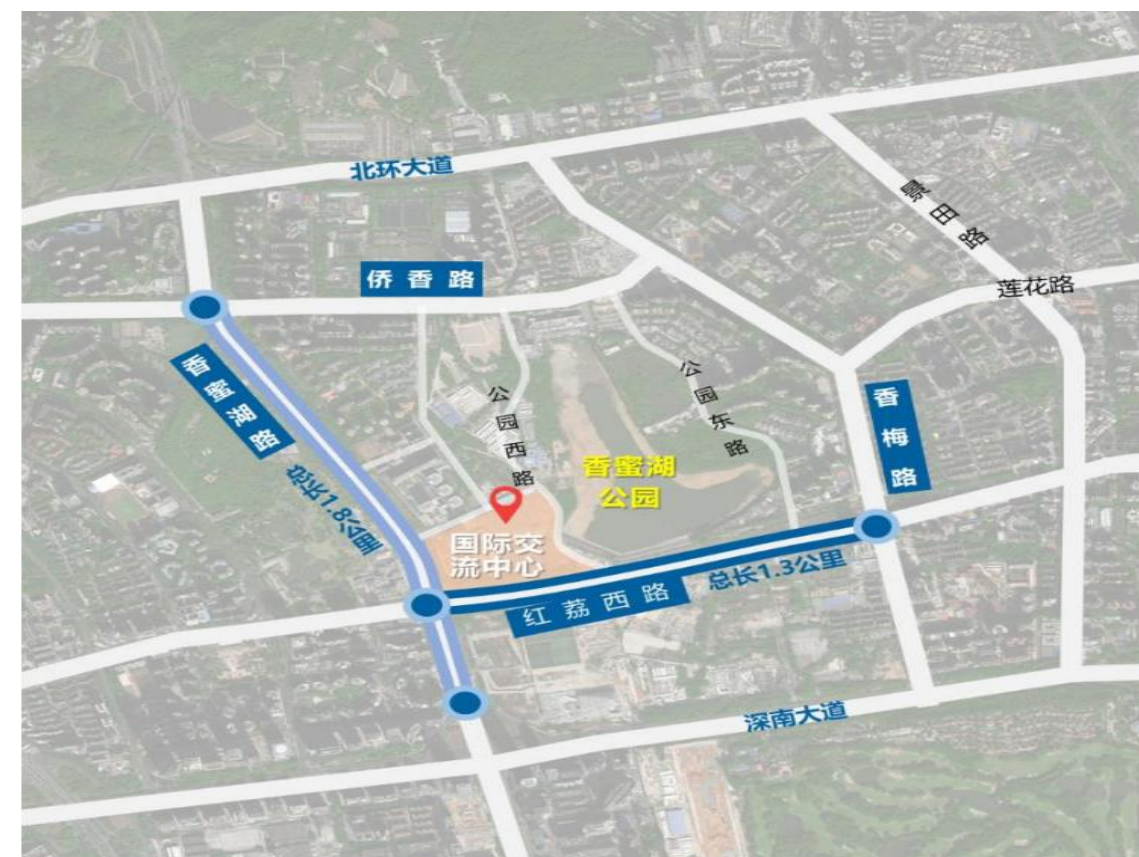 北环大道
景田路
侨香路
莲花路
香蜜湖路
公园西路
公园东路
香梅路
香蜜湖
公园
总长1.8公里
国际交
流中心
总长1.3公里
红荔西路
深南大道